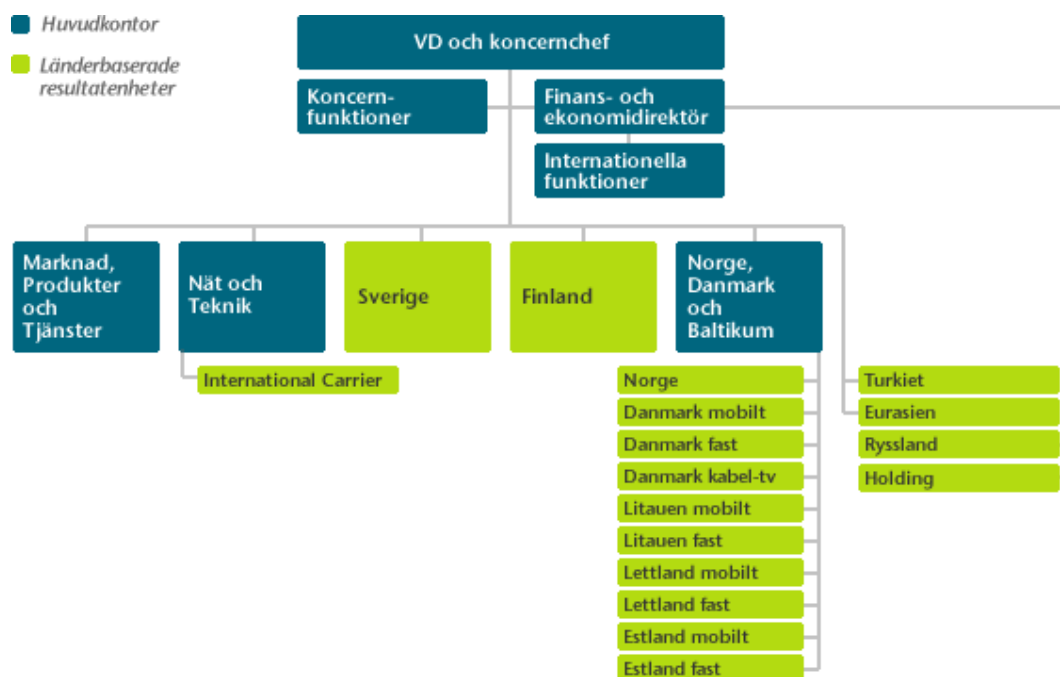 Huvudkontor
Länderbaserade
resultatenheter
VD och koncernchef
Koncern-
funktioner
Finans- och
ekonomidirektör
Internationella
funktioner
Marknad,
Produkter
och
Tjänster
Nät och
Teknik
Sverige
Finland
Norge,
Danmark
och
Baltikum
International Carrier
Norge
Danmark mobilt
Danmark fast
Danmark kabel-tv
Litauen mobilt
Litauen fast
Lettland mobilt
Lettland fast
Estland mobilt
Estland fast
Turkiet
Eurasien
Ryssland
Holding